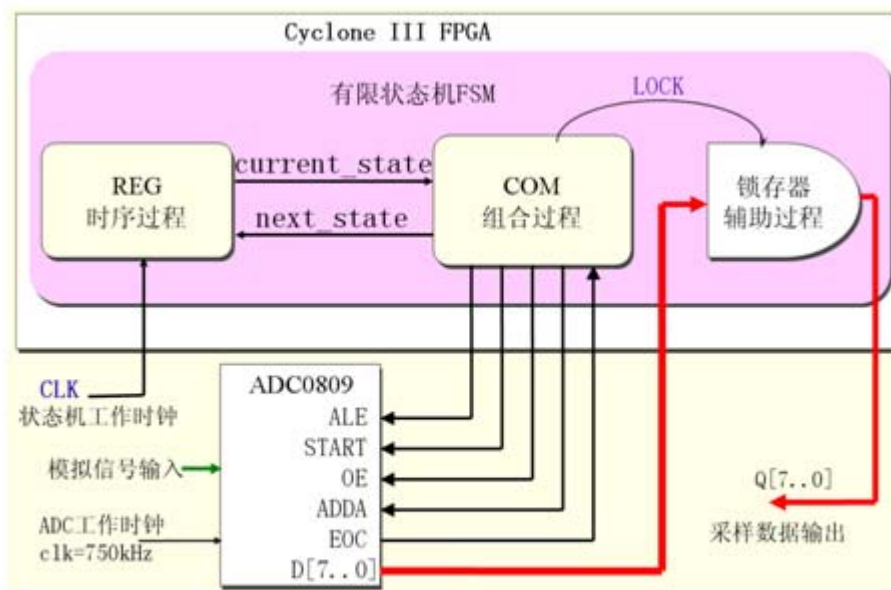 Cyclone III FPGA
有限状态机FSM
LOCK
REG
时序过程
current_state
next_state
COM
组合过程
锁存器
辅助过程
CLK
状态机工作时钟
模拟信号输入
ADC工作时钟
clk=750kHz
ADC0809
ALE
START
OE
ADDA
EOC
D[7..0]
Q[7..0]
采样数据输出